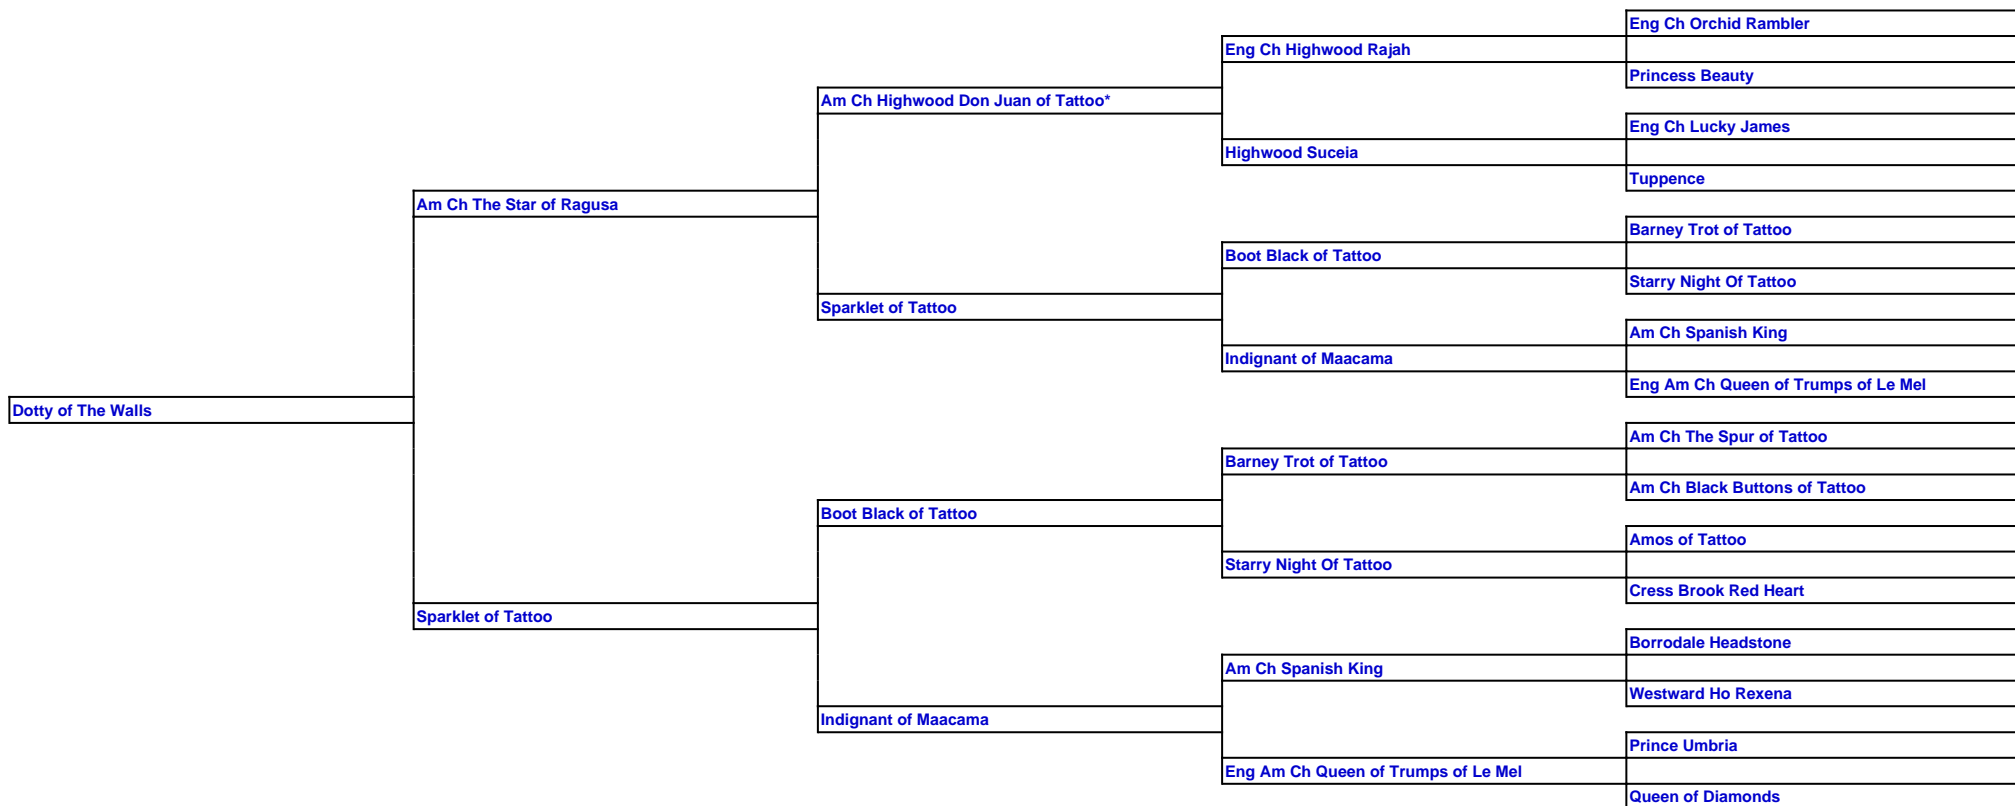 Eng Ch Orchid Rambler
Eng Ch Highwood Rajah
Princess Beauty
Am Ch Highwood Don Juan of Tattoo*
Eng Ch Lucky James
Highwood Suceia
Tuppence
Am Ch The Star of Ragusa
Barney Trot of Tattoo
Boot Black of Tattoo
Starry Night Of Tattoo
Sparklet of Tattoo
Am Ch Spanish King
Indignant of Maacama
Eng Am Ch Queen of Trumps of Le Mel
Dotty of The Walls
Am Ch The Spur of Tattoo
Barney Trot of Tattoo
Am Ch Black Buttons of Tattoo
Boot Black of Tattoo
Amos of Tattoo
Starry Night Of Tattoo
Cress Brook Red Heart
Sparklet of Tattoo
Borrodale Headstone
Am Ch Spanish King
Westward Ho Rexena
Indignant of Maacama
Prince Umbria
Eng Am Ch Queen of Trumps of Le Mel
Queen of Diamonds